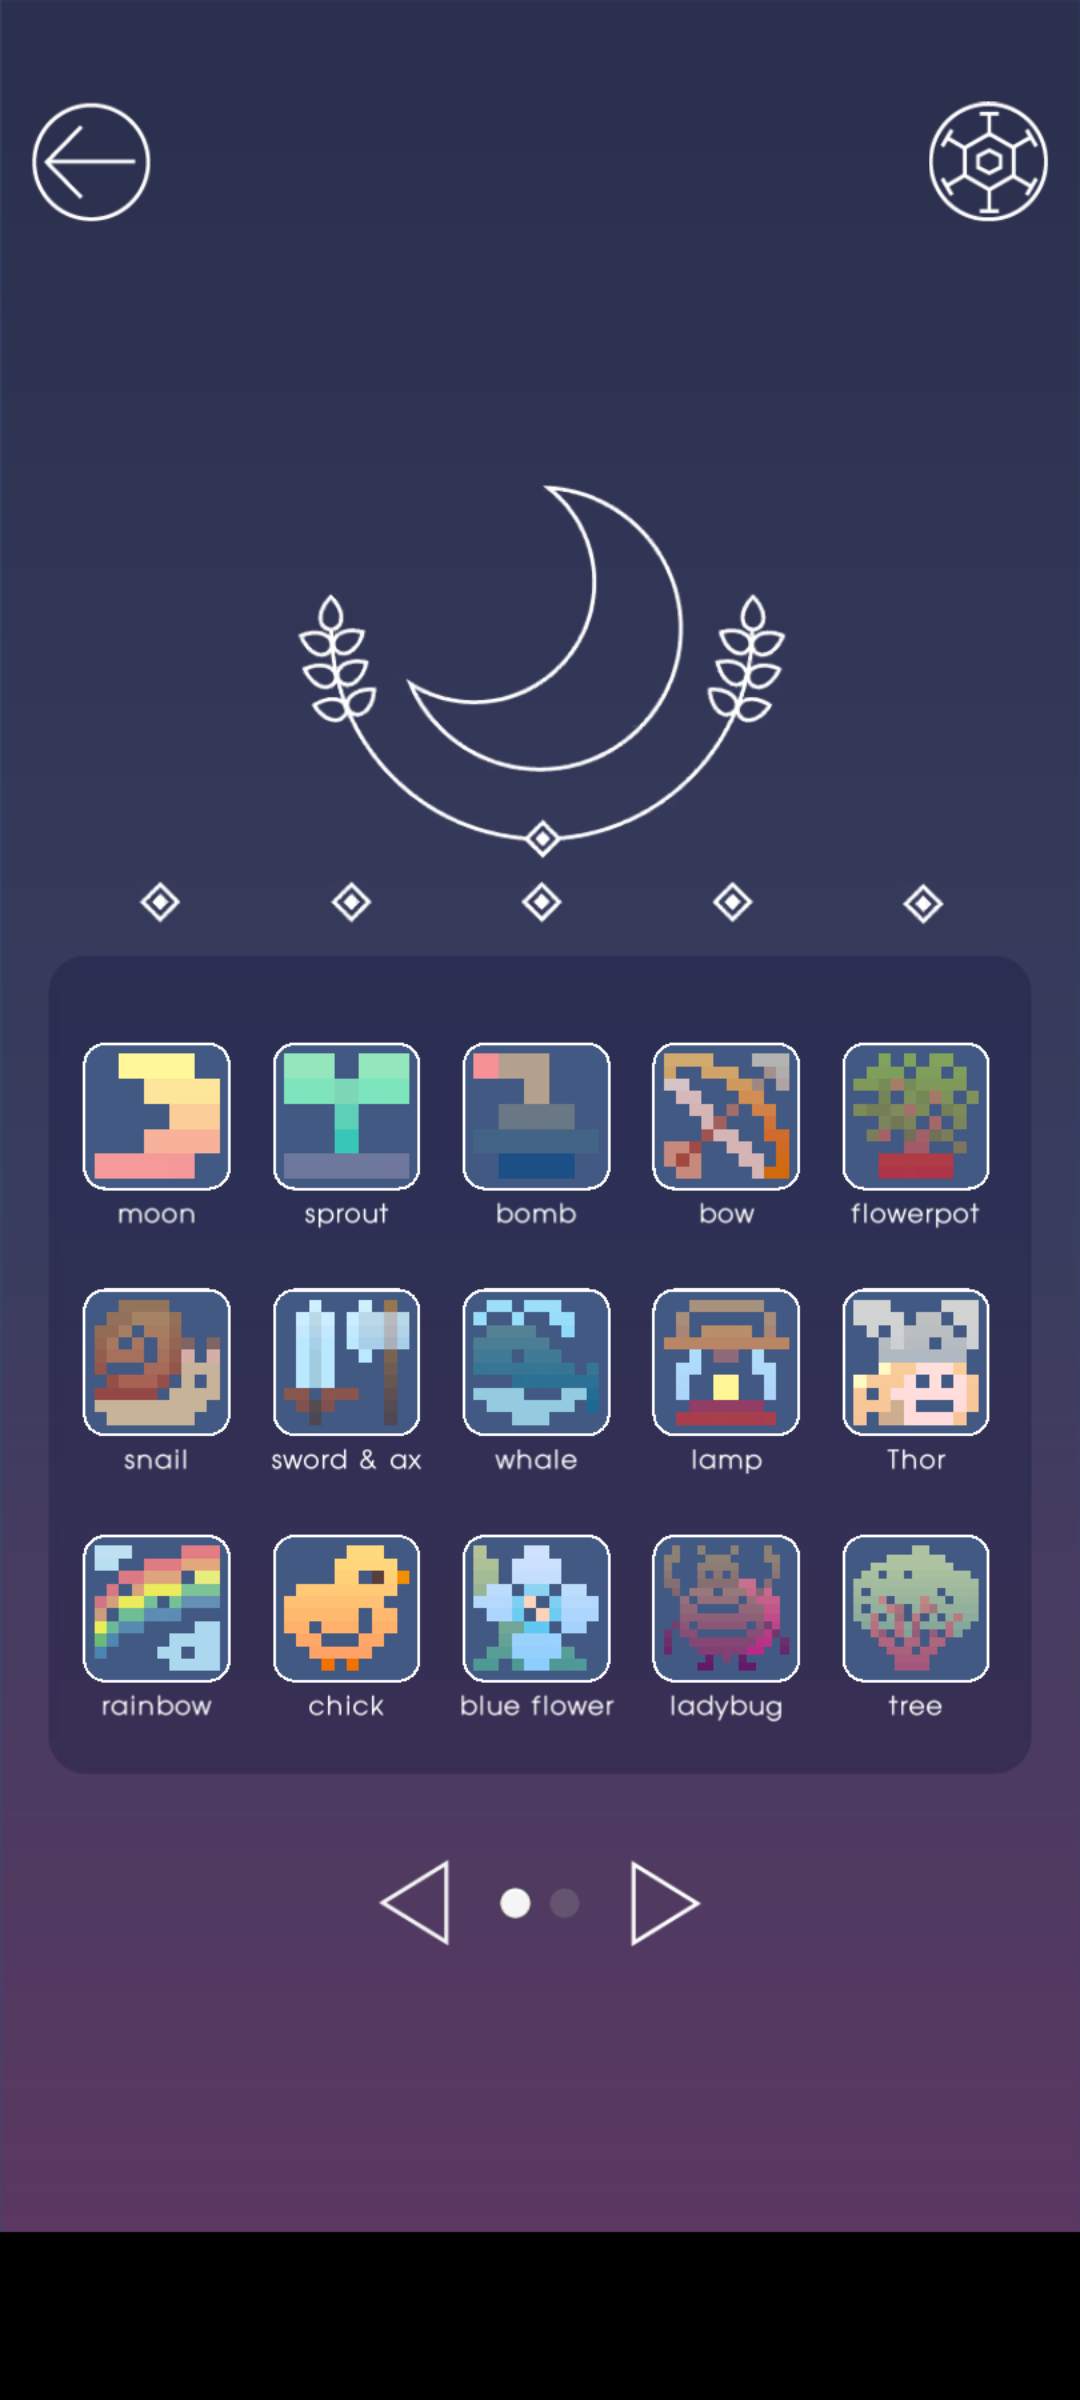 moon sprout bomb bow flowerpot
snail sword & ax whale lamp Thor
rainbow chick blue flower ladybug tree